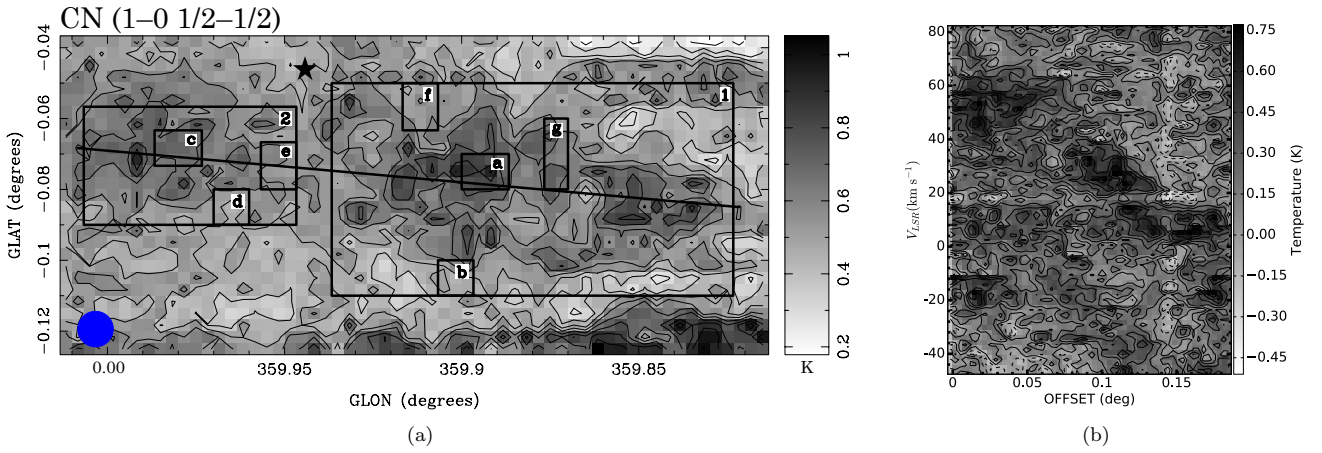 CN (1–0 1/2–1/2)
−0.04
−0.06
−0.08
−0.1
−0.12
GLAT (degrees)
f
1
2
c
g
e
a
d
b
0.00
359.95
359.9
359.85
GLON (degrees)
1
0.8
0.6
0.4
0.2
K
(a)
80
60
40
20
0
-20
-40
V_LSR(km s⁻¹)
0
0.05
0.1
0.15
OFFSET (deg)
0.75
0.60
0.45
0.30
0.15
0.00
−0.15
−0.30
−0.45
Temperature (K)
(b)